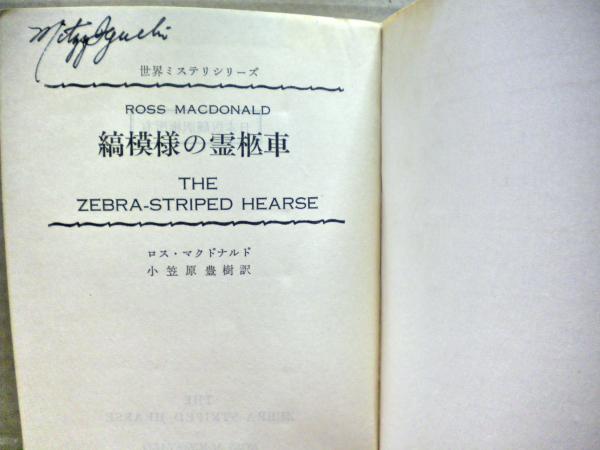 世界ミステリシリーズ
ROSS MACDONALD
縞模様の霊柩車
THE
ZEBRA-STRIPED HEARSE
ロス・マクドナルド
小笠原豊樹訳